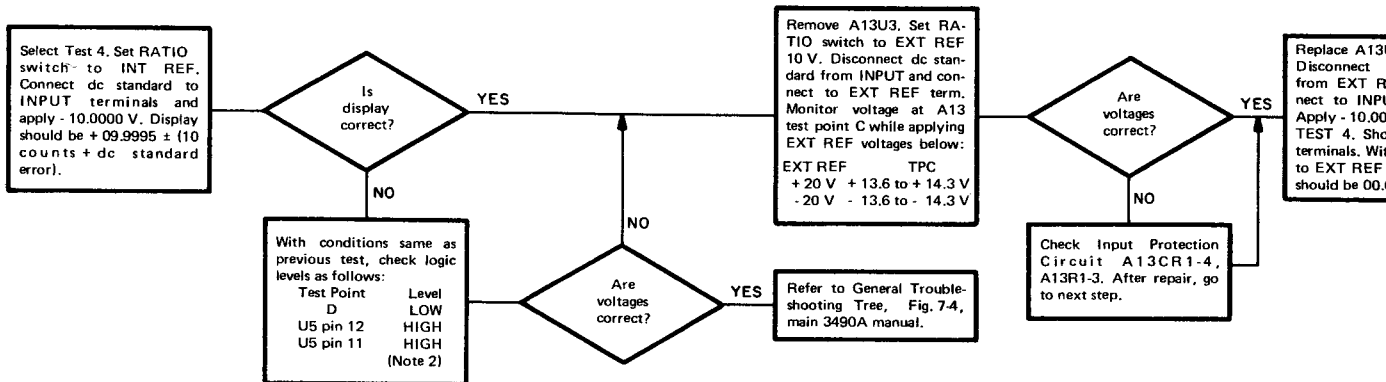 Select Test 4. Set RATIO
switch to INT REF.
Connect dc standard to
INPUT terminals and
apply - 10.0000 V. Display
should be + 09.9995 ± (10
counts + dc standard
error).
Is
display
correct?
YES
NO
With conditions same as
previous test, check logic
levels as follows:
Test Point Level
D LOW
U5 pin 12 HIGH
U5 pin 11 HIGH
(Note 2)
Are
voltages
correct?
NO
YES
Refer to General Trouble-
shooting Tree, Fig. 7-4,
main 3490A manual.
Remove A13U3. Set RA-
TIO switch to EXT REF
10 V. Disconnect dc stan-
dard from INPUT and con-
nect to EXT REF term.
Monitor voltage at A13
test point C while applying
EXT REF voltages below:
EXT REF TPC
+ 20 V + 13.6 to + 14.3 V
- 20 V - 13.6 to - 14.3 V
Are
voltages
correct?
YES
NO
Check Input Protection
Circuit A13CR1-4,
A13R1-3. After repair, go
to next step.
Replace A13U
Disconnect
from EXT R
nect to INPU
Apply - 10.00
TEST 4. Sho
terminals. Wit
to EXT REF
should be 00.0